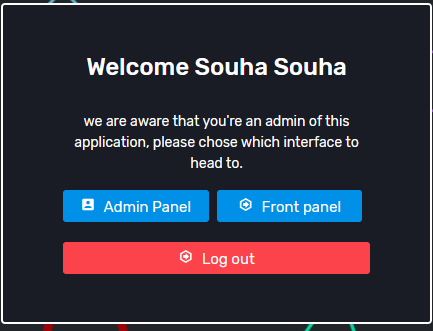 Welcome Souha Souha
we are aware that you're an admin of this
application, please chose which interface to
head to.
Admin Panel
Front panel
Log out